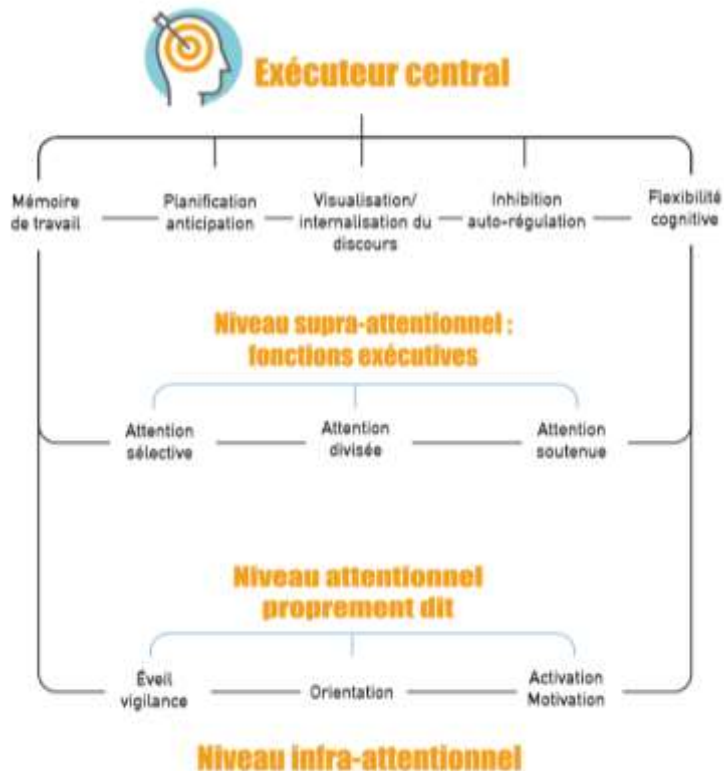 Exécuteur central
Mémoire
de travail
Planification
anticipation
Visualisation/
internalisation du
discours
Inhibition
auto-régulation
Flexibilité
cognitive
Niveau supra-attentionnel :
fonctions exécutives
Attention
sélective
Attention
divisée
Attention
soutenue
Niveau attentionnel
proprement dit
Éveil
vigilance
Orientation
Activation
Motivation
Niveau infra-attentionnel